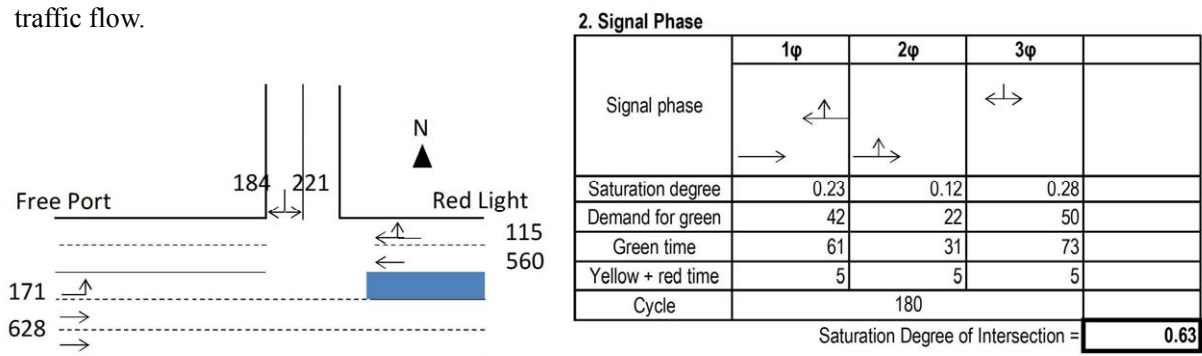 traffic flow.
N
184 221
Free Port Red Light
115
560
171
628
2. Signal Phase
1φ 2φ 3φ
Signal phase
Saturation degree 0.23 0.12 0.28
Demand for green 42 22 50
Green time 61 31 73
Yellow + red time 5 5 5
Cycle 180
Saturation Degree of Intersection = 0.63